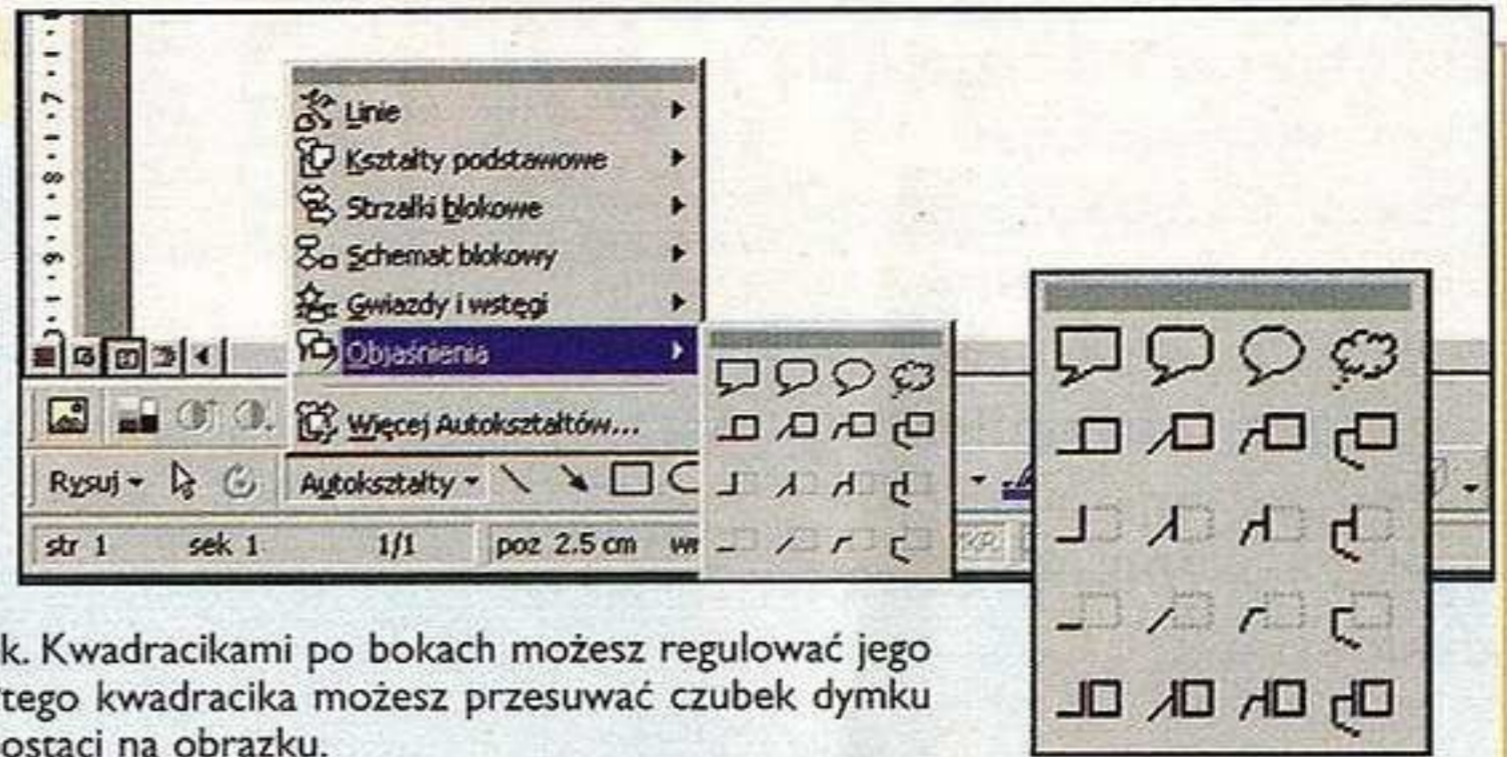 Linie
Kształty podstawowe
Strzałki blokowe
Schemat blokowy
Gwiazdy i wstęgi
Objaśnienia
Więcej Autokształtów...
Rysuj
Autokształty
str 1 sek 1 1/1 poz 2.5 cm
k. Kwadracikami po bokach możesz regulować jego
tego kwadracika możesz przesuwać czubek dymku
ostaci na obrazku.